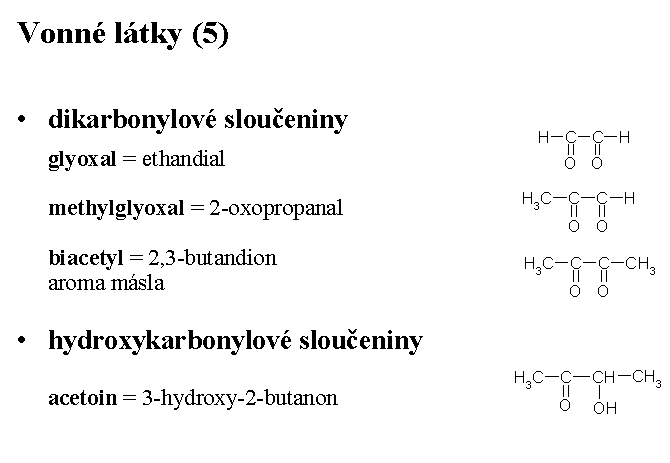 Vonné látky (5)
• dikarbonylové sloučeniny
glyoxal = ethandial
H–C–C–H
O O
methylglyoxal = 2-oxopropanal
H3C–C–C–H
O O
biacetyl = 2,3-butandion
aroma másla
H3C–C–C–CH3
O O
• hydroxykarbonylové sloučeniny
acetoin = 3-hydroxy-2-butanon
H3C–C–CH–CH3
O OH